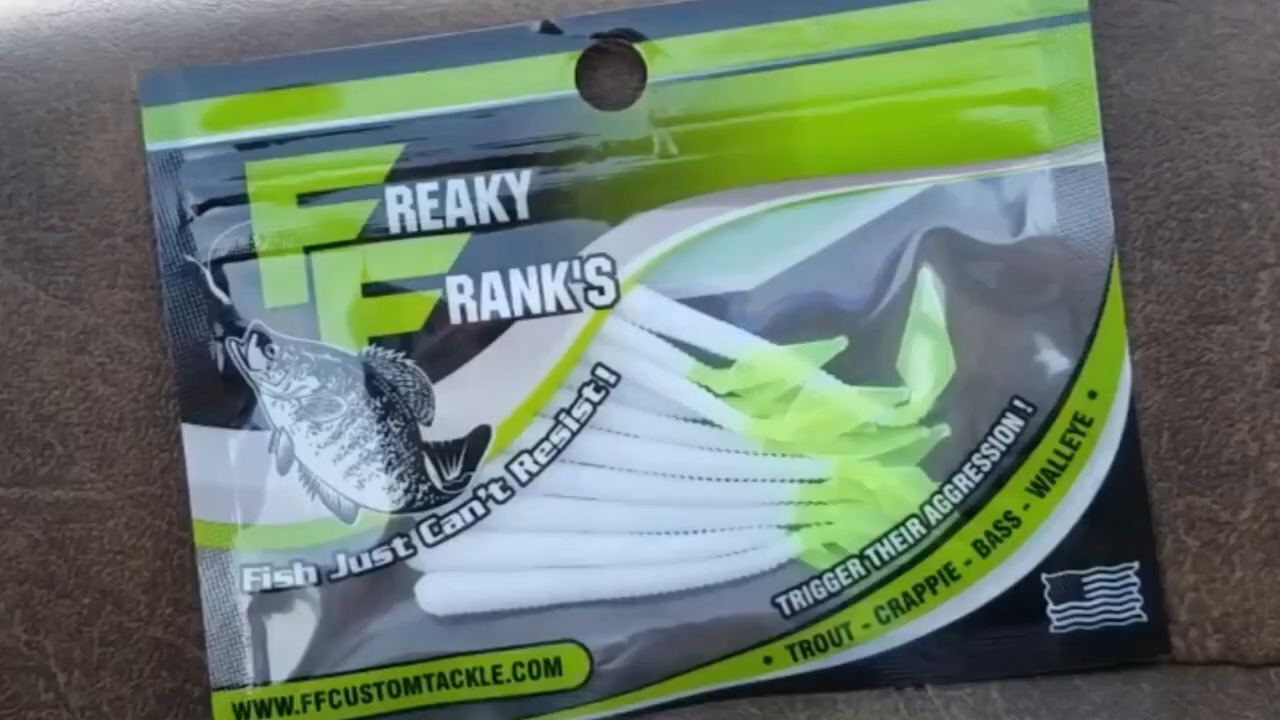 FREAKY
FRANK'S
Fish Just Can't Resist!
TRIGGER THEIR AGGRESSION!
• TROUT - CRAPPIE - BASS - WALLEYE •
WWW.FFCUSTOMTACKLE.COM